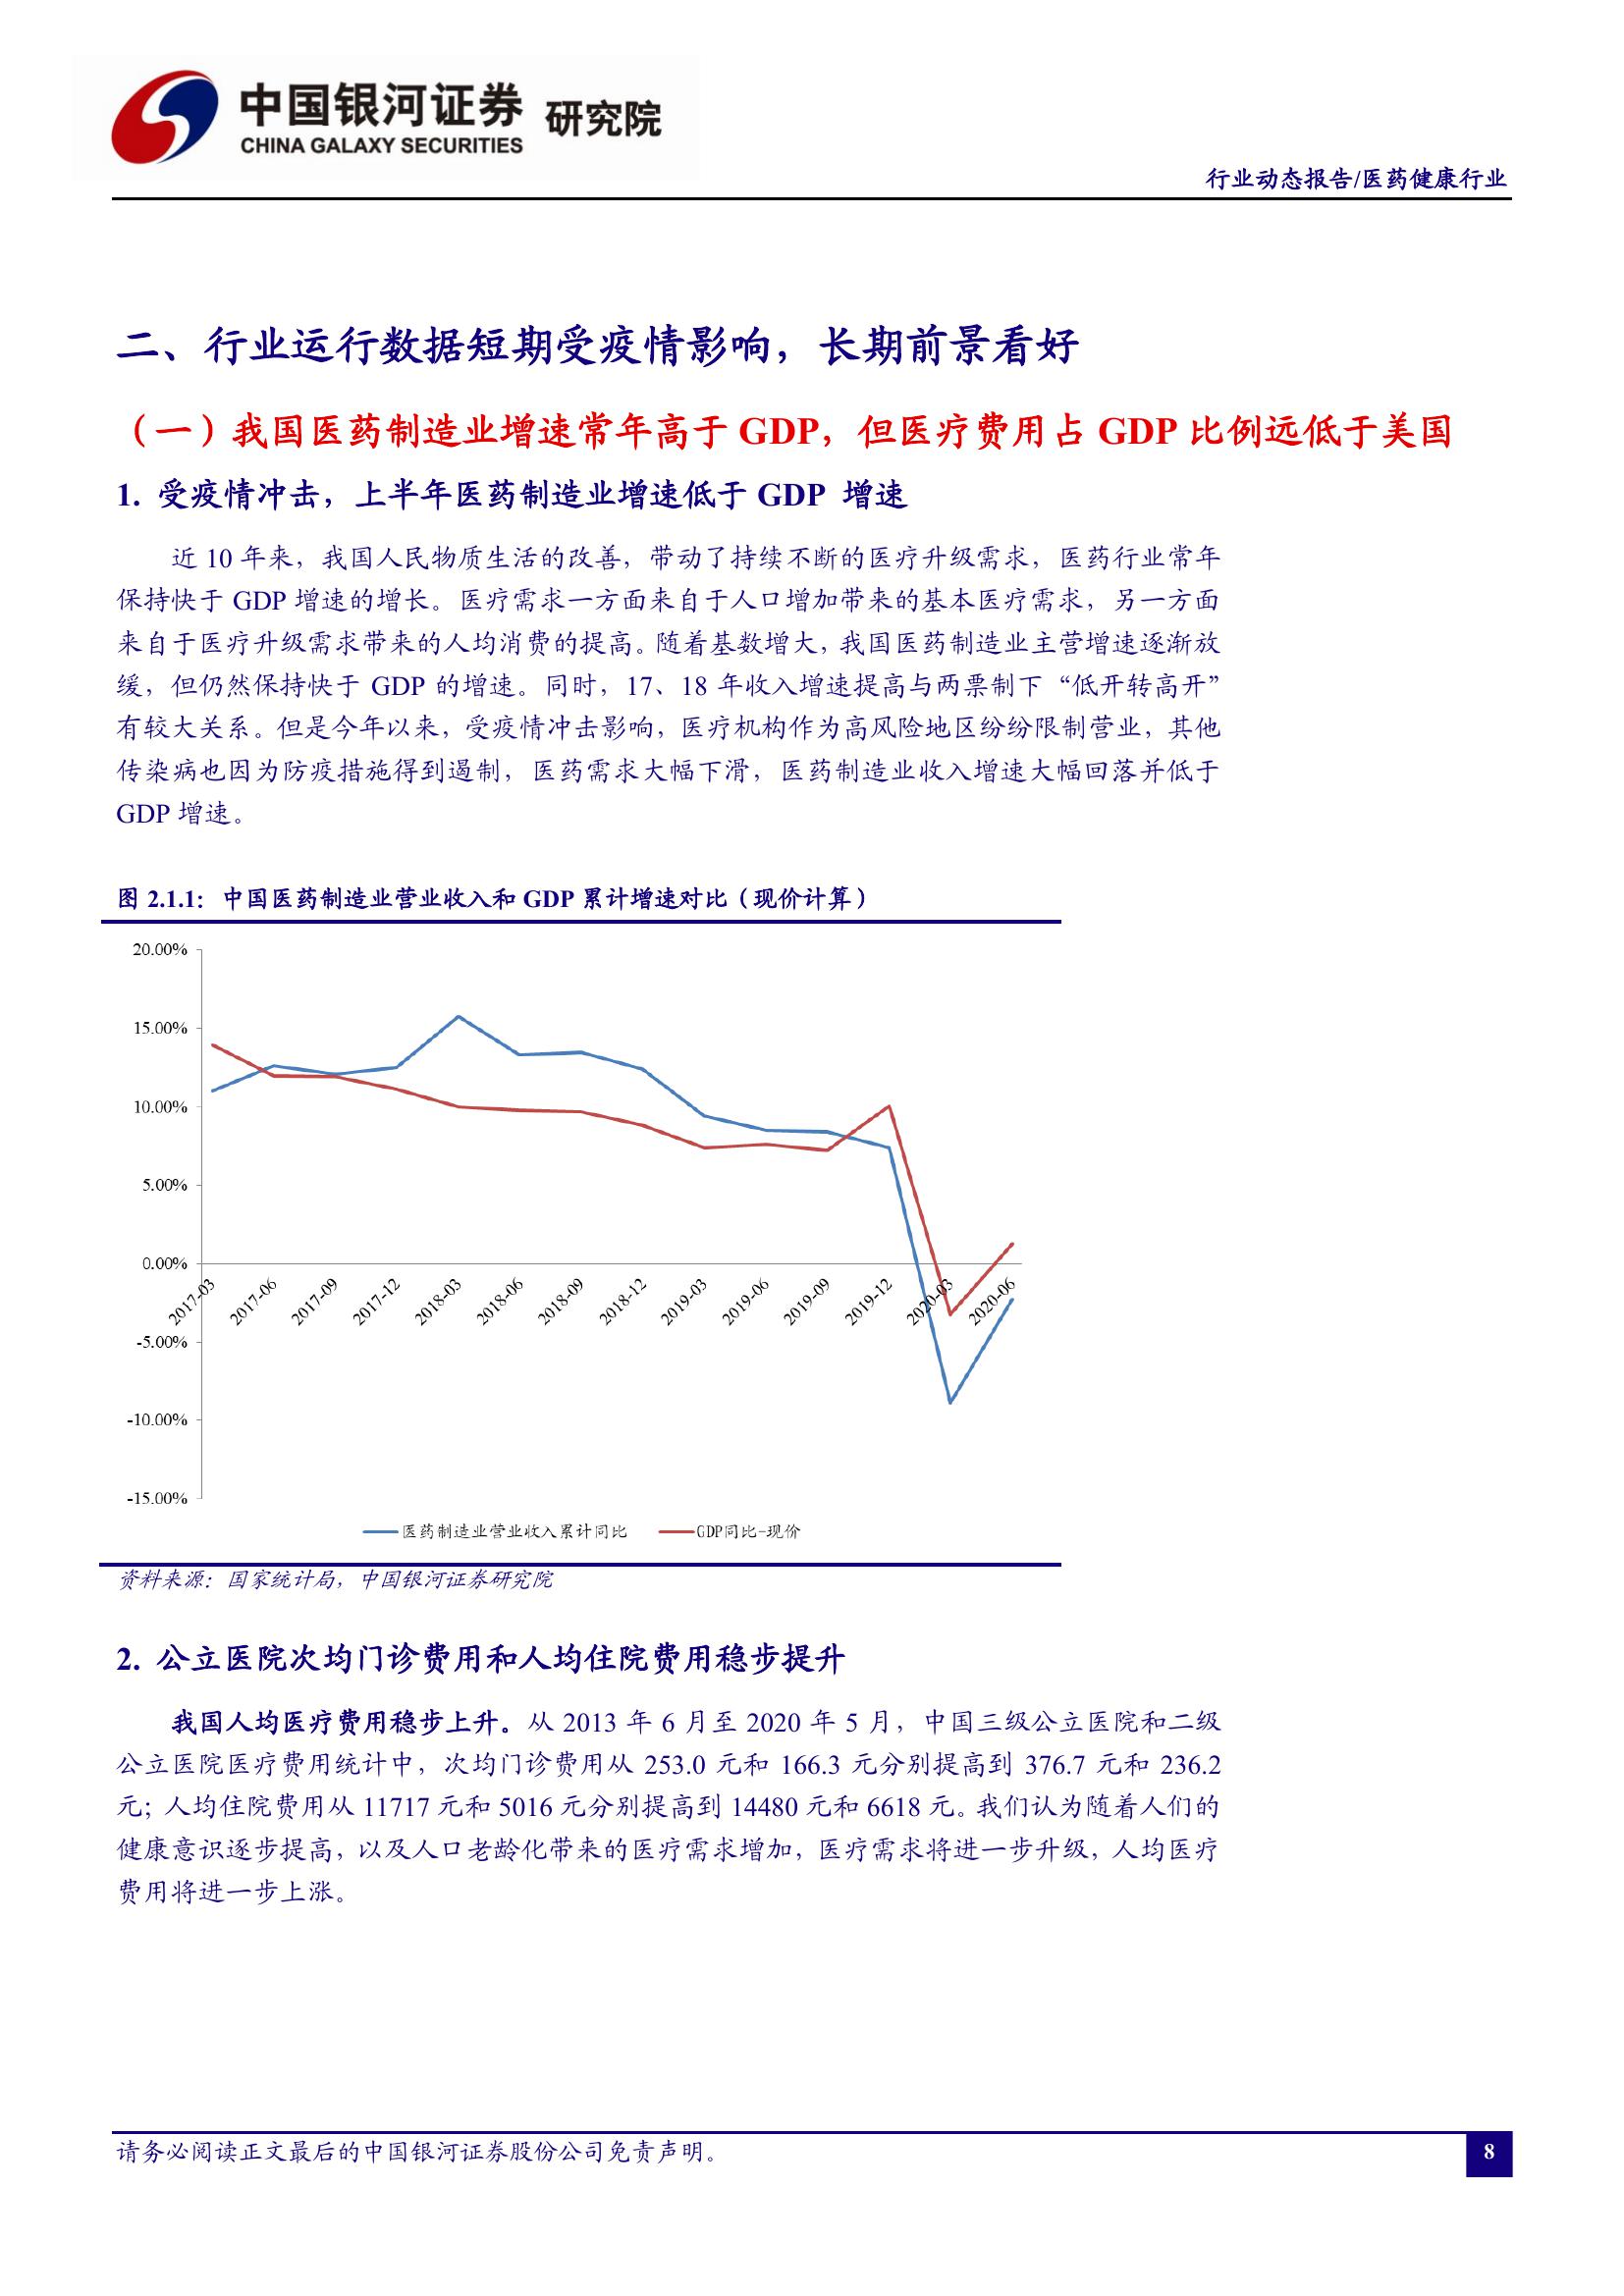 中国银河证券 研究院
CHINA GALAXY SECURITIES
行业动态报告/医药健康行业
二、行业运行数据短期受疫情影响，长期前景看好
（一）我国医药制造业增速常年高于 GDP，但医疗费用占 GDP 比例远低于美国
1. 受疫情冲击，上半年医药制造业增速低于 GDP 增速
近 10 年来，我国人民物质生活的改善，带动了持续不断的医疗升级需求，医药行业常年
保持快于 GDP 增速的增长。医疗需求一方面来自于人口增加带来的基本医疗需求，另一方面
来自于医疗升级需求带来的人均消费的提高。随着基数增大，我国医药制造业主营增速逐渐放
缓，但仍然保持快于 GDP 的增速。同时，17、18 年收入增速提高与两票制下“低开转高开”
有较大关系。但是今年以来，受疫情冲击影响，医疗机构作为高风险地区纷纷限制营业，其他
传染病也因为防疫措施得到遏制，医药需求大幅下滑，医药制造业收入增速大幅回落并低于
GDP 增速。
图 2.1.1：中国医药制造业营业收入和 GDP 累计增速对比（现价计算）
20.00%
15.00%
10.00%
5.00%
0.00%
-5.00%
-10.00%
-15.00%
2017-03
2017-06
2017-09
2017-12
2018-03
2018-06
2018-09
2018-12
2019-03
2019-06
2019-09
2019-12
2020-03
2020-06
医药制造业营业收入累计同比 GDP同比-现价
资料来源：国家统计局，中国银河证券研究院
2. 公立医院次均门诊费用和人均住院费用稳步提升
我国人均医疗费用稳步上升。从 2013 年 6 月至 2020 年 5 月，中国三级公立医院和二级
公立医院医疗费用统计中，次均门诊费用从 253.0 元和 166.3 元分别提高到 376.7 元和 236.2
元；人均住院费用从 11717 元和 5016 元分别提高到 14480 元和 6618 元。我们认为随着人们的
健康意识逐步提高，以及人口老龄化带来的医疗需求增加，医疗需求将进一步升级，人均医疗
费用将进一步上涨。
请务必阅读正文最后的中国银河证券股份公司免责声明。
8